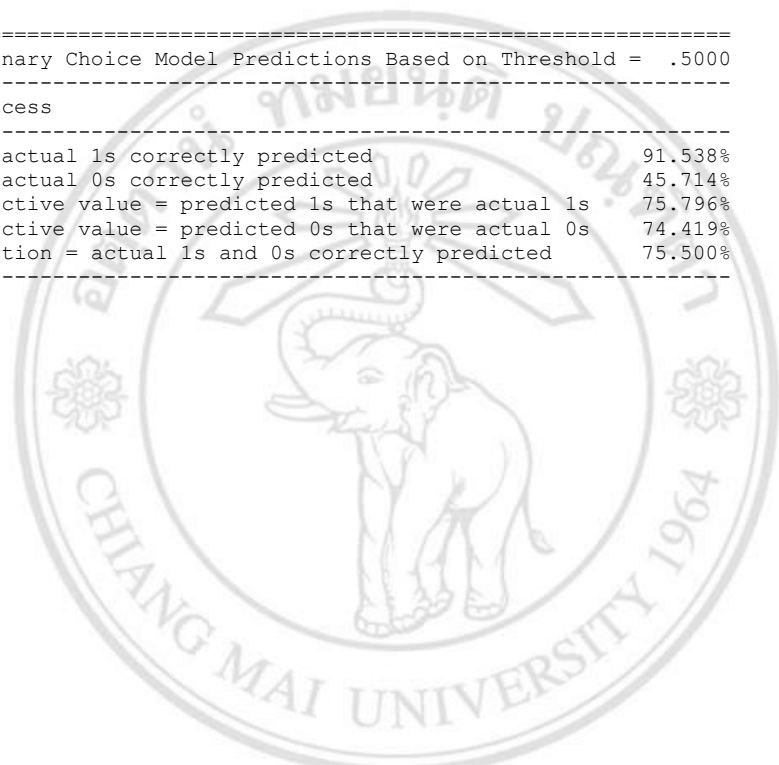 =========================================================
nary Choice Model Predictions Based on Threshold = .5000
---------------------------------------------------------
cess
---------------------------------------------------------
actual 1s correctly predicted 91.538%
actual 0s correctly predicted 45.714%
ctive value = predicted 1s that were actual 1s 75.796%
ctive value = predicted 0s that were actual 0s 74.419%
tion = actual 1s and 0s correctly predicted 75.500%
---------------------------------------------------------
CHIANG MAI UNIVERSITY 1964